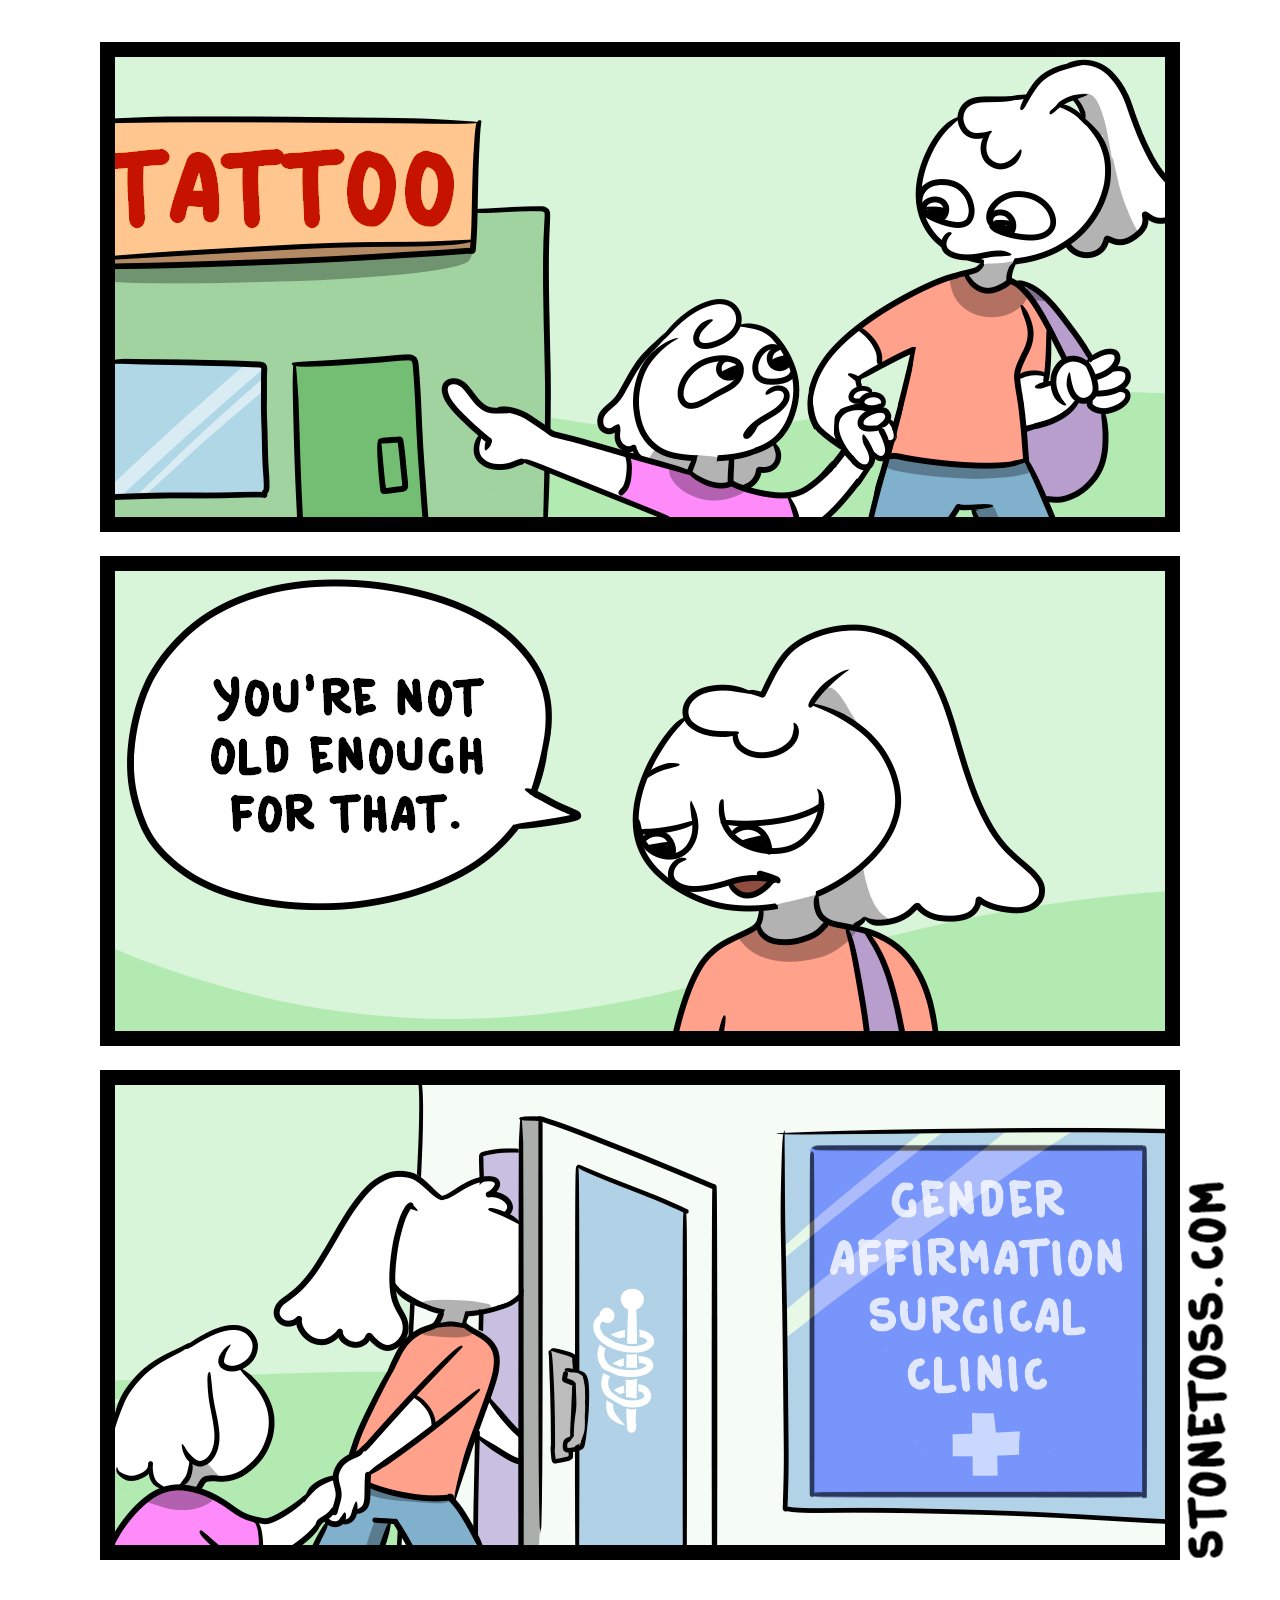 TATTOO
YOU'RE NOT
OLD ENOUGH
FOR THAT.
GENDER
AFFIRMATION
SURGICAL
CLINIC
STONETOSS.COM